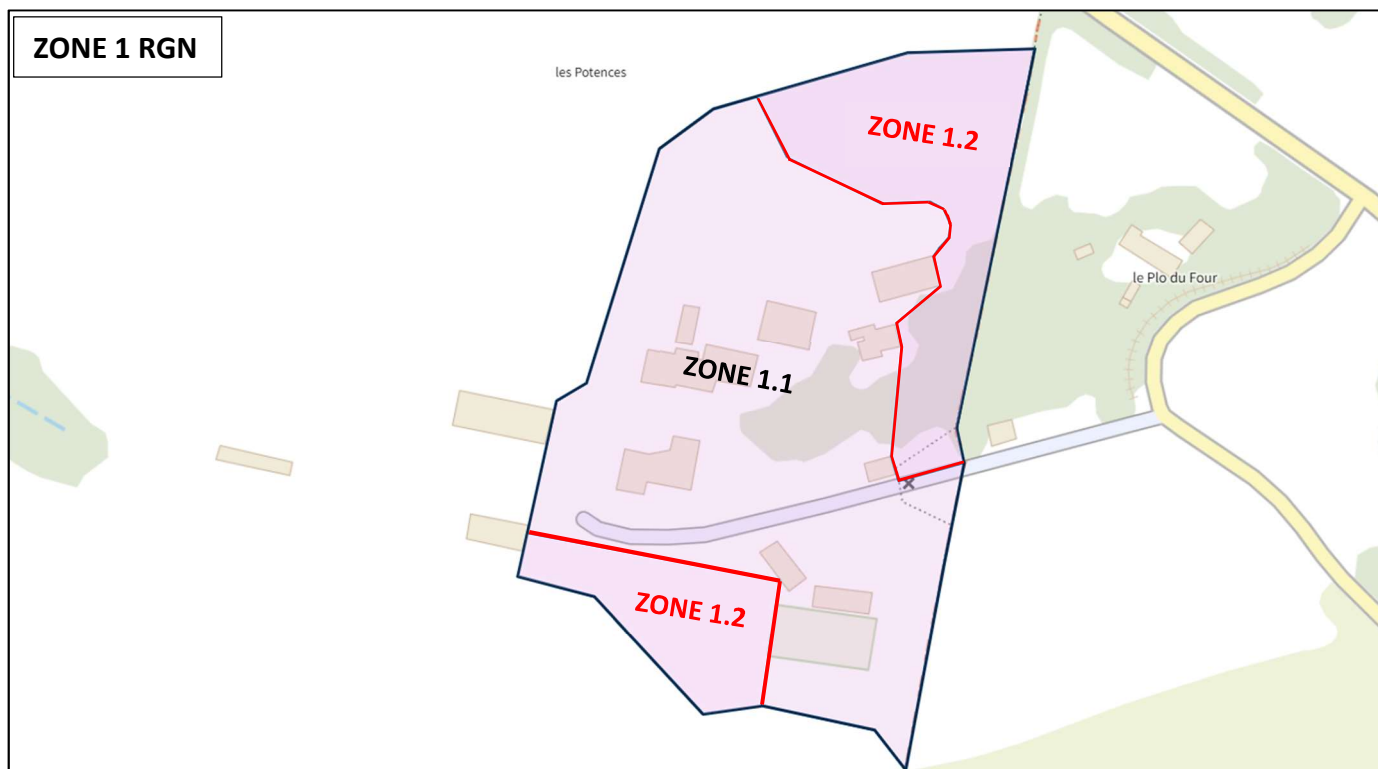 ZONE 1 RGN
les Potences
ZONE 1.2
le Plo du Four
ZONE 1.1
ZONE 1.2